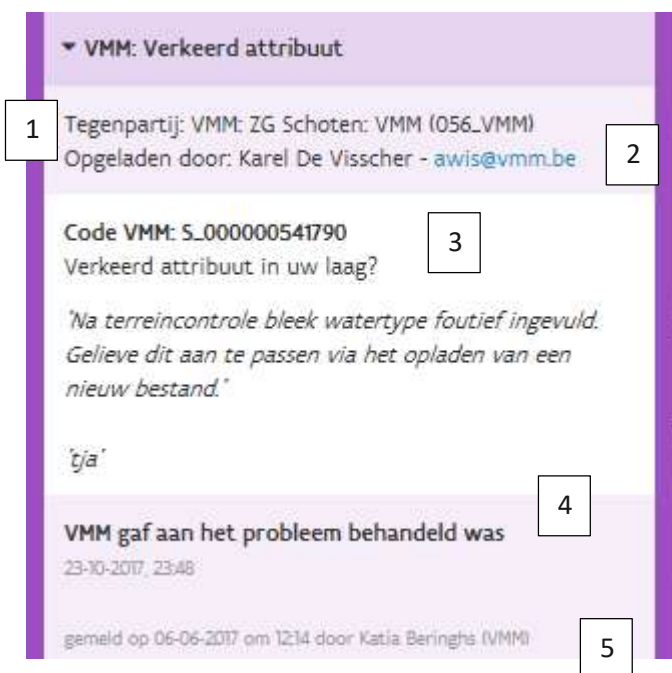 VMM: Verkeerd attribuut
1
Tegenpartij: VMM: ZG Schoten: VMM (056_VMM)
Opgeladen door: Karel De Visscher - awis@vmm.be
2
Code VMM: S_000000541790
3
Verkeerd attribuut in uw laag?
'Na terreincontrole bleek watertype foutief ingevuld.
Gelieve dit aan te passen via het opladen van een
nieuw bestand.'
'tja'
4
VMM gaf aan het probleem behandeld was
23-10-2017, 23:48
gemeld op 06-06-2017 om 12:14 door Katia Beringhs (VMM)
5